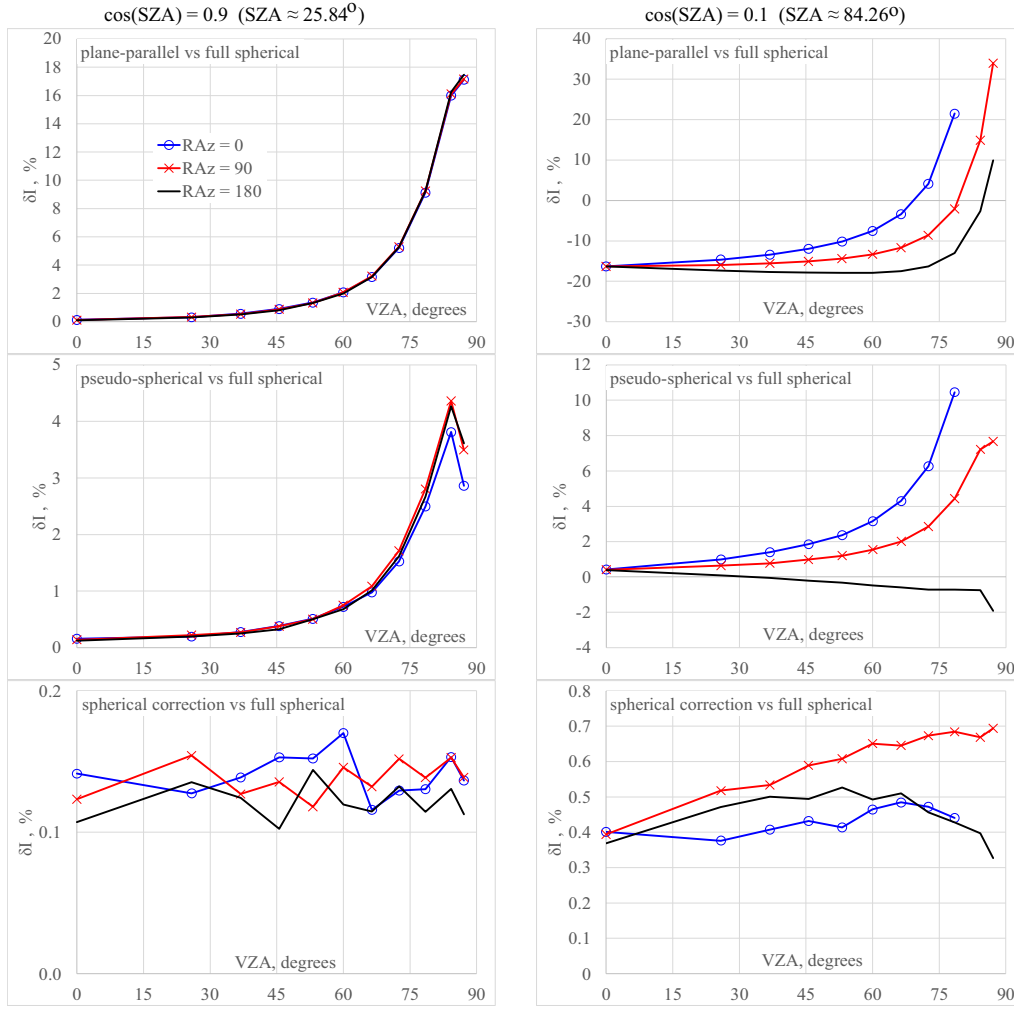 cos(SZA) = 0.9 (SZA ≈ 25.84°)
plane-parallel vs full spherical
20
18
16
14
12
10
8
6
4
2
0
δI , %
RAz = 0
RAz = 90
RAz = 180
VZA, degrees
0 15 30 45 60 75 90
pseudo-spherical vs full spherical
5
4
3
2
1
0
δI , %
VZA, degrees
0 15 30 45 60 75 90
spherical correction vs full spherical
0.2
0.1
0.0
δI , %
VZA, degrees
0 15 30 45 60 75 90
cos(SZA) = 0.1 (SZA ≈ 84.26°)
plane-parallel vs full spherical
40
30
20
10
0
-10
-20
-30
δI , %
VZA, degrees
0 15 30 45 60 75 90
pseudo-spherical vs full spherical
12
10
8
6
4
2
0
-2
-4
δI , %
VZA, degrees
0 15 30 45 60 75 90
spherical correction vs full spherical
0.8
0.7
0.6
0.5
0.4
0.3
0.2
0.1
0
δI , %
VZA, degrees
0 15 30 45 60 75 90